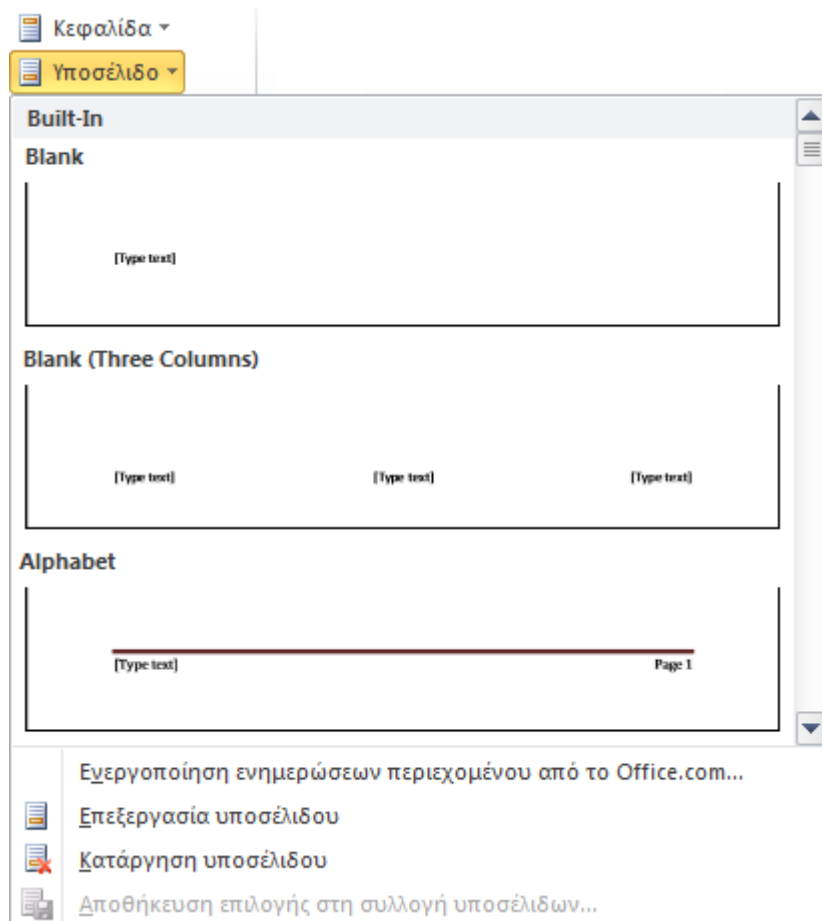 Κεφαλίδα
Υποσέλιδο
Built-In
Blank
[Type text]
Blank (Three Columns)
[Type text] [Type text] [Type text]
Alphabet
[Type text] Page 1
Ενεργοποίηση ενημερώσεων περιεχομένου από το Office.com...
Επεξεργασία υποσέλιδου
Κατάργηση υποσέλιδου
Αποθήκευση επιλογής στη συλλογή υποσέλιδων...